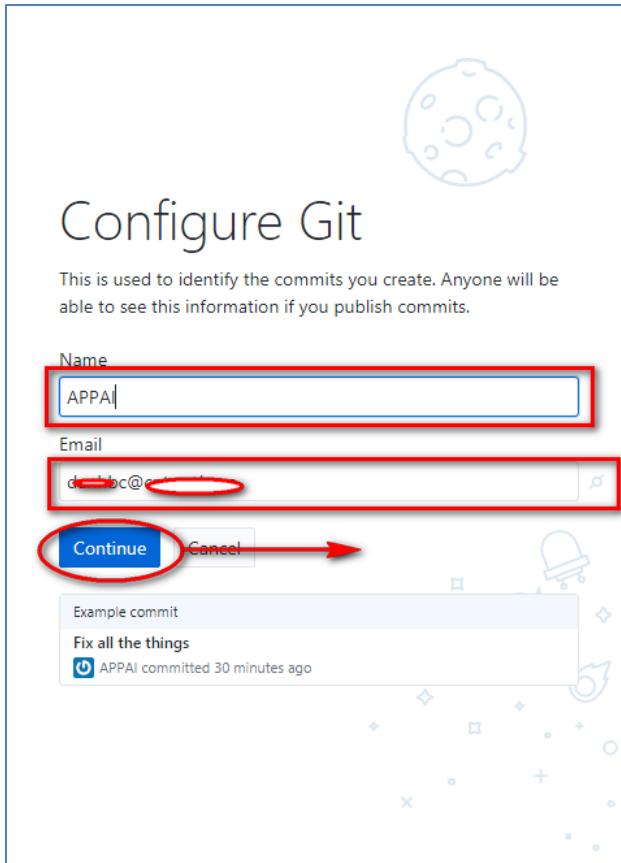 Configure Git
This is used to identify the commits you create. Anyone will be
able to see this information if you publish commits.
Name
APPAI
Email
Continue
Cancel
Example commit
Fix all the things
APPAI committed 30 minutes ago